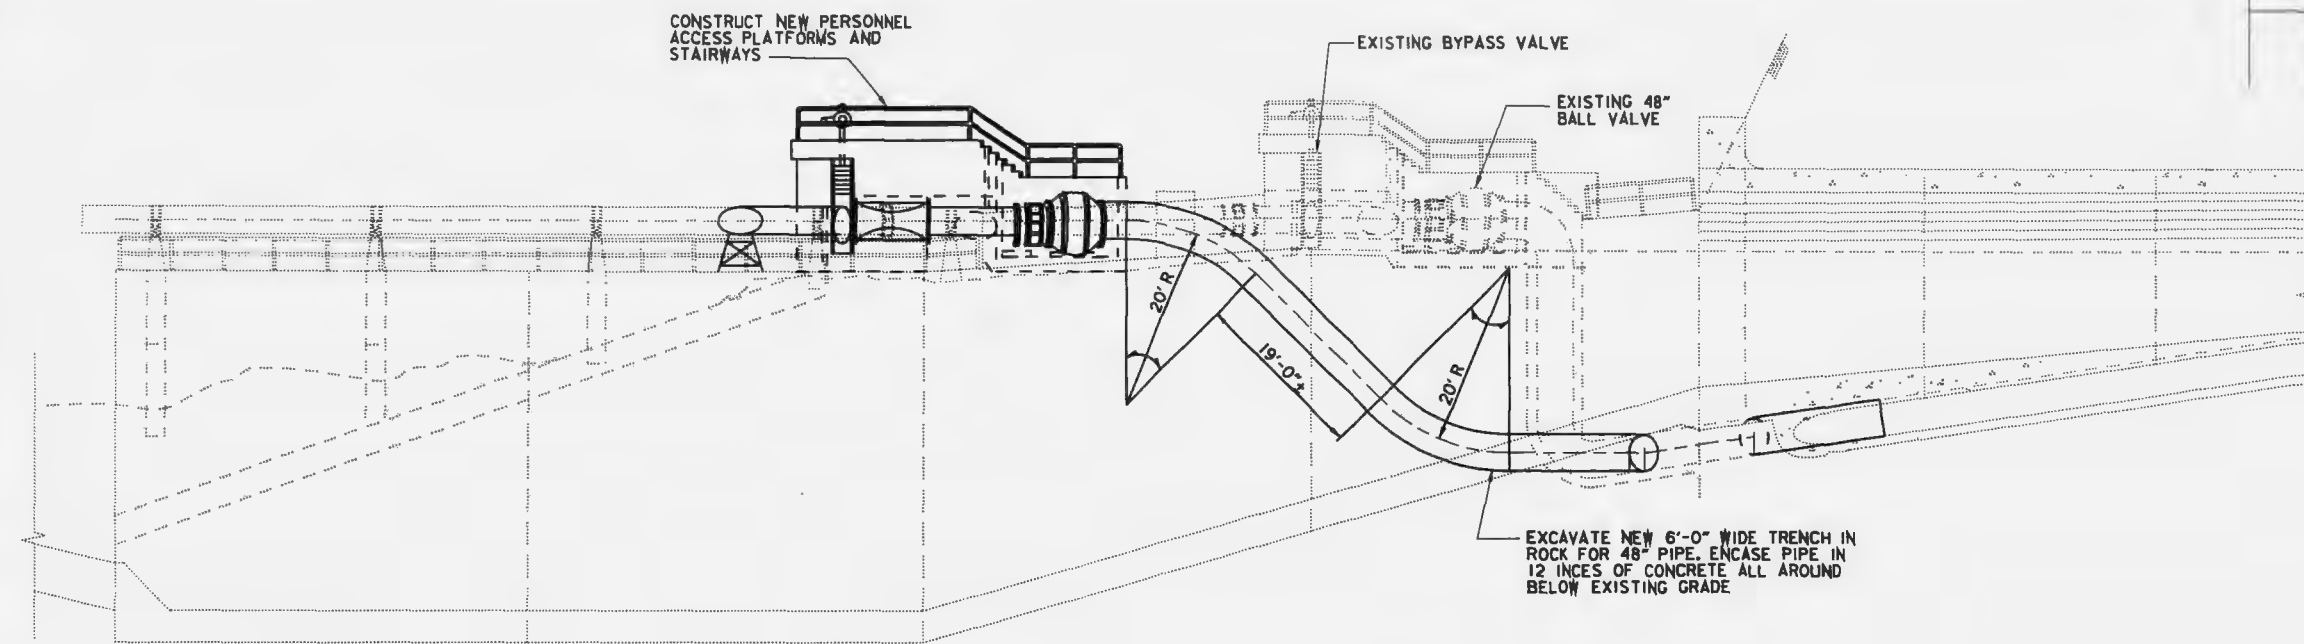 CONSTRUCT NEW PERSONNEL
ACCESS PLATFORMS AND
STAIRWAYS
EXISTING BYPASS VALVE
EXISTING 48"
BALL VALVE
20' R
19'-0"±
20' R
EXCAVATE NEW 6'-0" WIDE TRENCH IN
ROCK FOR 48" PIPE. ENCASE PIPE IN
12 INCES OF CONCRETE ALL AROUND
BELOW EXISTING GRADE